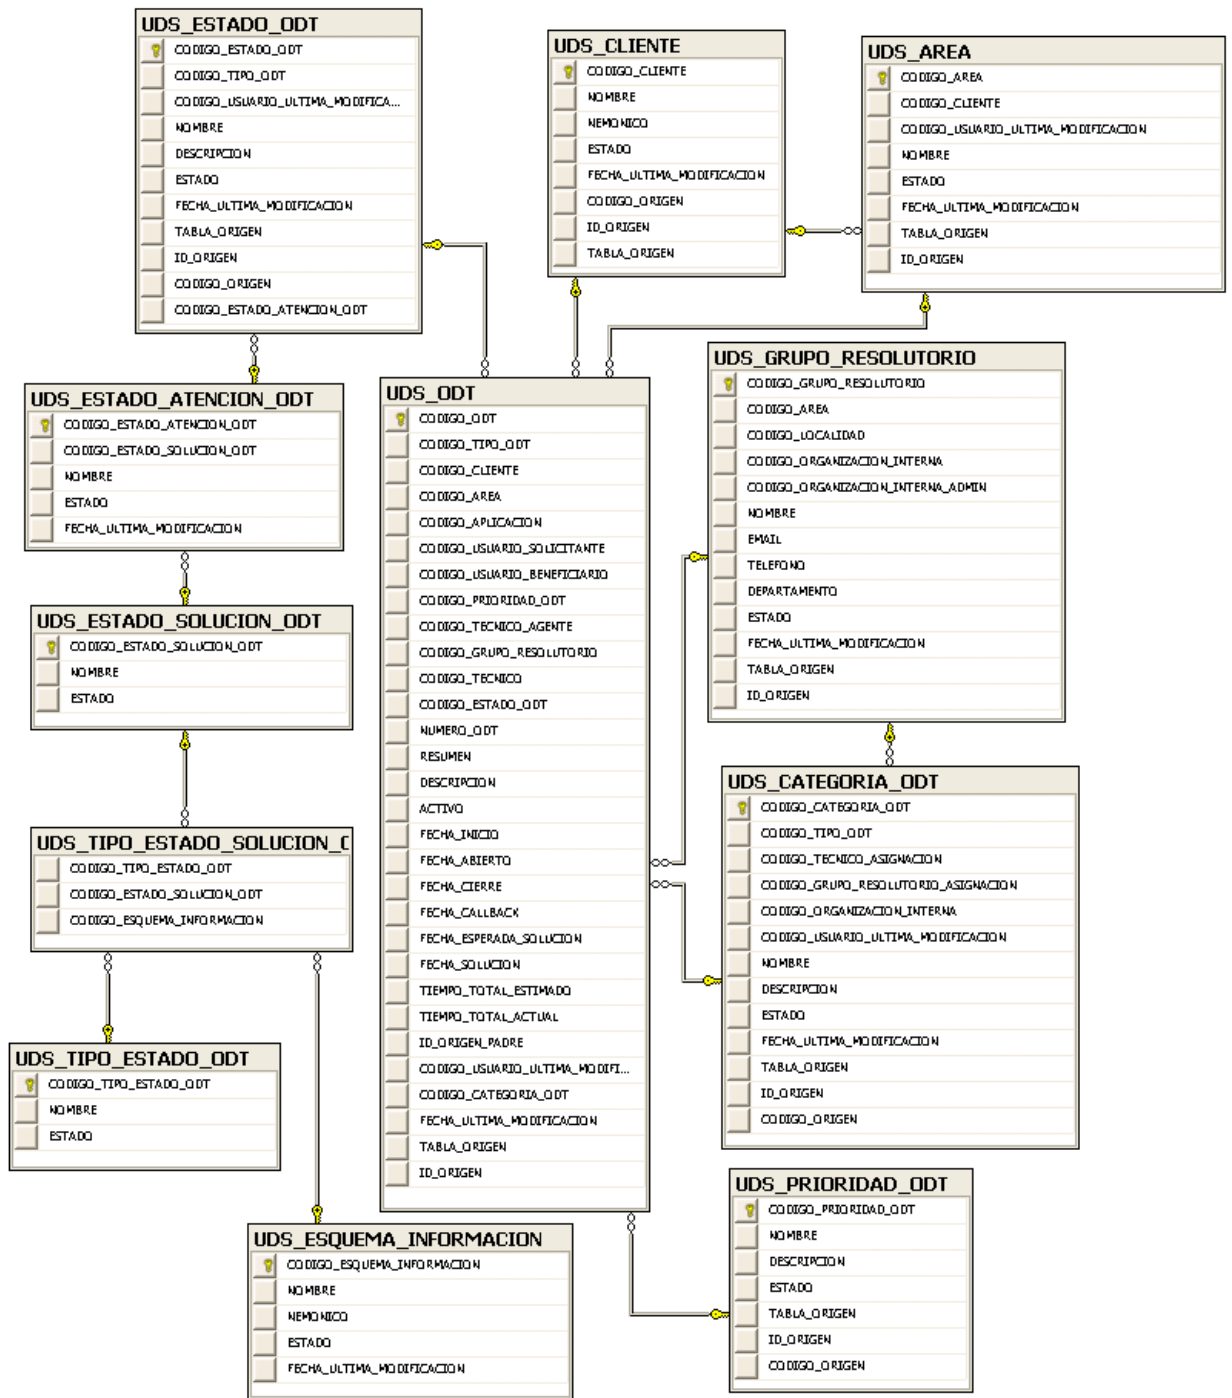 UDS_ESTADO_ODT
CODIGO_ESTADO_ODT
CODIGO_TIPO_ODT
CODIGO_USUARIO_ULTIMA_MODIFICA...
NOMBRE
DESCRIPCION
ESTADO
FECHA_ULTIMA_MODIFICACION
TABLA_ORIGEN
ID_ORIGEN
CODIGO_ORIGEN
CODIGO_ESTADO_ATENCION_ODT
UDS_CLIENTE
CODIGO_CLIENTE
NOMBRE
NEMONICO
ESTADO
FECHA_ULTIMA_MODIFICACION
CODIGO_ORIGEN
ID_ORIGEN
TABLA_ORIGEN
UDS_AREA
CODIGO_AREA
CODIGO_CLIENTE
CODIGO_USUARIO_ULTIMA_MODIFICACION
NOMBRE
ESTADO
FECHA_ULTIMA_MODIFICACION
TABLA_ORIGEN
ID_ORIGEN
UDS_ESTADO_ATENCION_ODT
CODIGO_ESTADO_ATENCION_ODT
CODIGO_ESTADO_SOLUCION_ODT
NOMBRE
ESTADO
FECHA_ULTIMA_MODIFICACION
UDS_ESTADO_SOLUCION_ODT
CODIGO_ESTADO_SOLUCION_ODT
NOMBRE
ESTADO
UDS_TIPO_ESTADO_SOLUCION_O
CODIGO_TIPO_ESTADO_ODT
CODIGO_ESTADO_SOLUCION_ODT
CODIGO_ESQUEMA_INFORMACION
UDS_TIPO_ESTADO_ODT
CODIGO_TIPO_ESTADO_ODT
NOMBRE
ESTADO
UDS_ODT
CODIGO_ODT
CODIGO_TIPO_ODT
CODIGO_CLIENTE
CODIGO_AREA
CODIGO_APLICACION
CODIGO_USUARIO_SOLICITANTE
CODIGO_USUARIO_BENEFICIARIO
CODIGO_PRIORIDAD_ODT
CODIGO_TECNICO_AGENTE
CODIGO_GRUPO_RESOLUTORIO
CODIGO_TECNICO
CODIGO_ESTADO_ODT
NUMERO_ODT
RESUMEN
DESCRIPCION
ACTIVO
FECHA_INICIO
FECHA_ABIERTO
FECHA_CIERRE
FECHA_CALLBACK
FECHA_ESPERADA_SOLUCION
FECHA_SOLUCION
TIEMPO_TOTAL_ESTIMADO
TIEMPO_TOTAL_ACTUAL
ID_ORIGEN_PADRE
CODIGO_USUARIO_ULTIMA_MODIFI...
CODIGO_CATEGORIA_ODT
FECHA_ULTIMA_MODIFICACION
TABLA_ORIGEN
ID_ORIGEN
UDS_GRUPO_RESOLUTORIO
CODIGO_GRUPO_RESOLUTORIO
CODIGO_AREA
CODIGO_LOCALIDAD
CODIGO_ORGANIZACION_INTERNA
CODIGO_ORGANIZACION_INTERNA_ADMIN
NOMBRE
EMAIL
TELEFONO
DEPARTAMENTO
ESTADO
FECHA_ULTIMA_MODIFICACION
TABLA_ORIGEN
ID_ORIGEN
UDS_CATEGORIA_ODT
CODIGO_CATEGORIA_ODT
CODIGO_TIPO_ODT
CODIGO_TECNICO_ASIGNACION
CODIGO_GRUPO_RESOLUTORIO_ASIGNACION
CODIGO_ORGANIZACION_INTERNA
CODIGO_USUARIO_ULTIMA_MODIFICACION
NOMBRE
DESCRIPCION
ESTADO
FECHA_ULTIMA_MODIFICACION
TABLA_ORIGEN
ID_ORIGEN
CODIGO_ORIGEN
UDS_ESQUEMA_INFORMACION
CODIGO_ESQUEMA_INFORMACION
NOMBRE
NEMONICO
ESTADO
FECHA_ULTIMA_MODIFICACION
UDS_PRIORIDAD_ODT
CODIGO_PRIORIDAD_ODT
NOMBRE
DESCRIPCION
ESTADO
TABLA_ORIGEN
ID_ORIGEN
CODIGO_ORIGEN